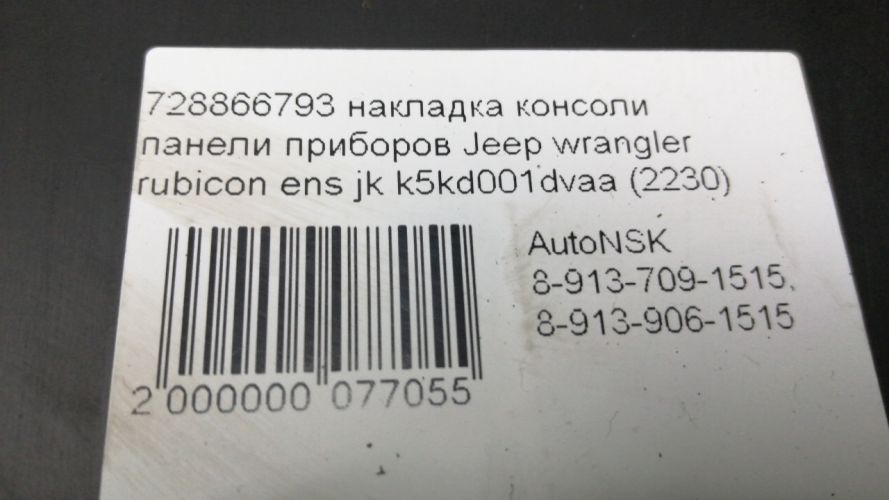 728866793 накладка консоли
панели приборов Jeep wrangler
rubicon ens jk k5kd001dvaa (2230)
AutoNSK
8-913-709-1515,
8-913-906-1515
2 000000 077055